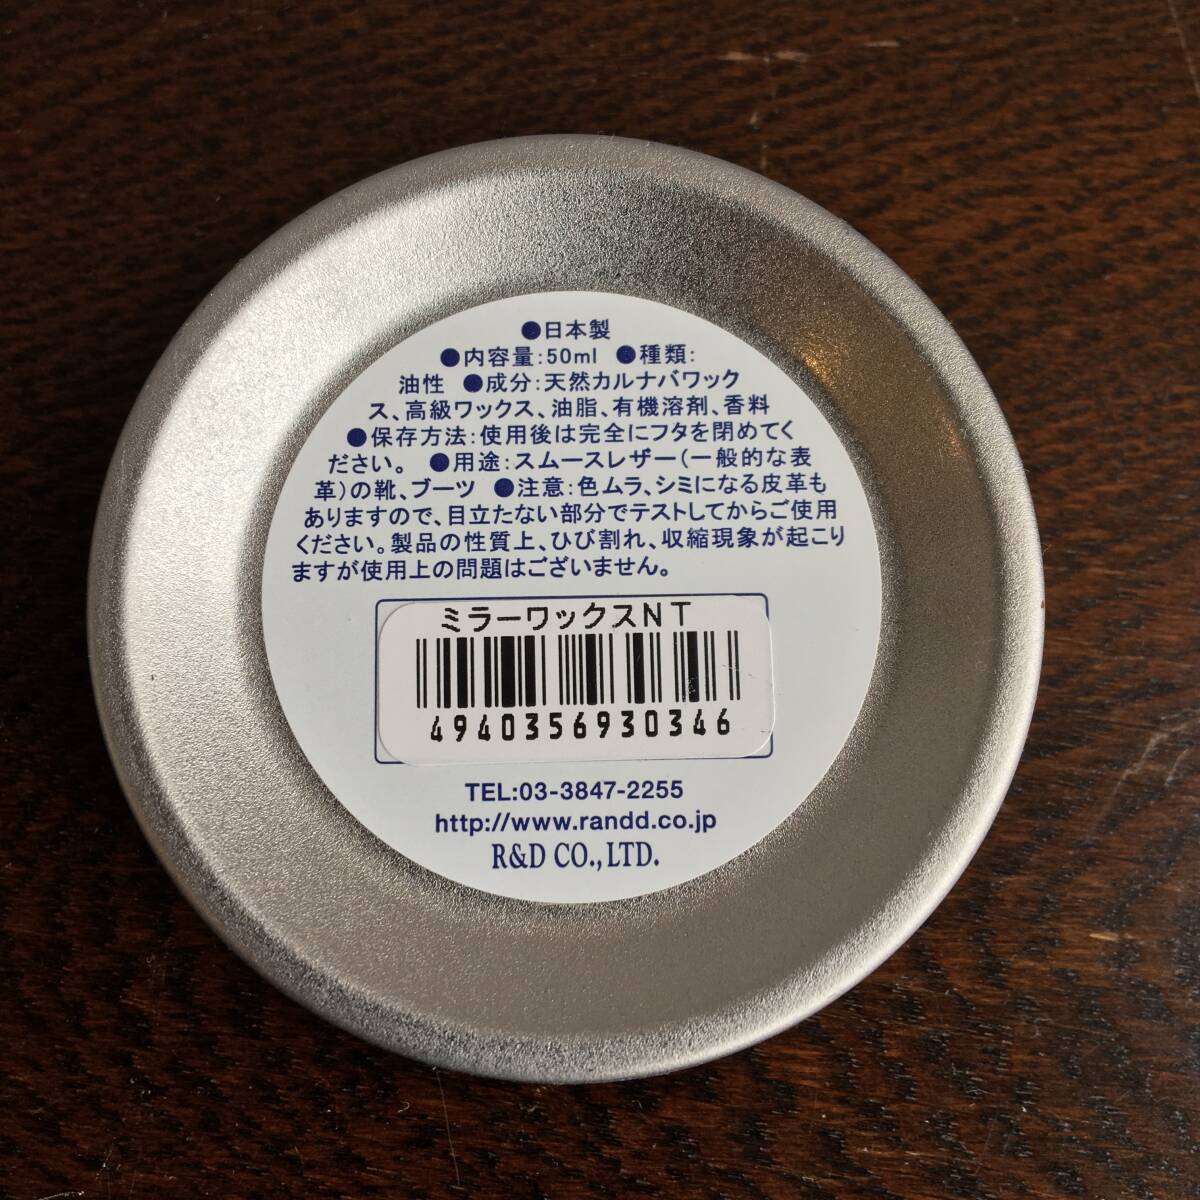 ●日本製
●内容量:50ml ●種類:
油性 ●成分:天然カルナバワック
ス、高級ワックス、油脂、有機溶剤、香料
●保存方法:使用後は完全にフタを閉めてく
ださい。 ●用途:スムースレザー(一般的な表
革)の靴、ブーツ ●注意:色ムラ、シミになる皮革も
ありますので、目立たない部分でテストしてからご使用
ください。製品の性質上、ひび割れ、収縮現象が起こり
ますが使用上の問題はございません。
ミラーワックスNT
4940356930346
TEL:03-3847-2255
http://www.randd.co.jp
R&D CO.,LTD.